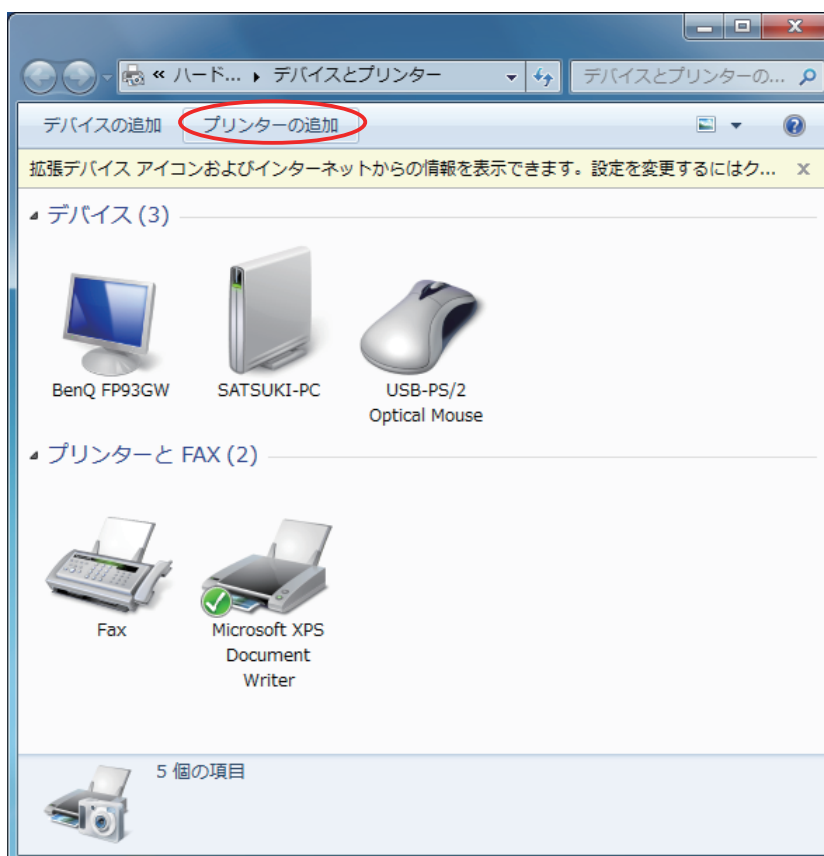 « ハード... ▸ デバイスとプリンター
デバイスとプリンターの...
デバイスの追加 プリンターの追加
拡張デバイス アイコンおよびインターネットからの情報を表示できます。設定を変更するにはク... x
デバイス (3)
BenQ FP93GW
SATSUKI-PC
USB-PS/2
Optical Mouse
プリンターと FAX (2)
Fax
Microsoft XPS
Document
Writer
5 個の項目